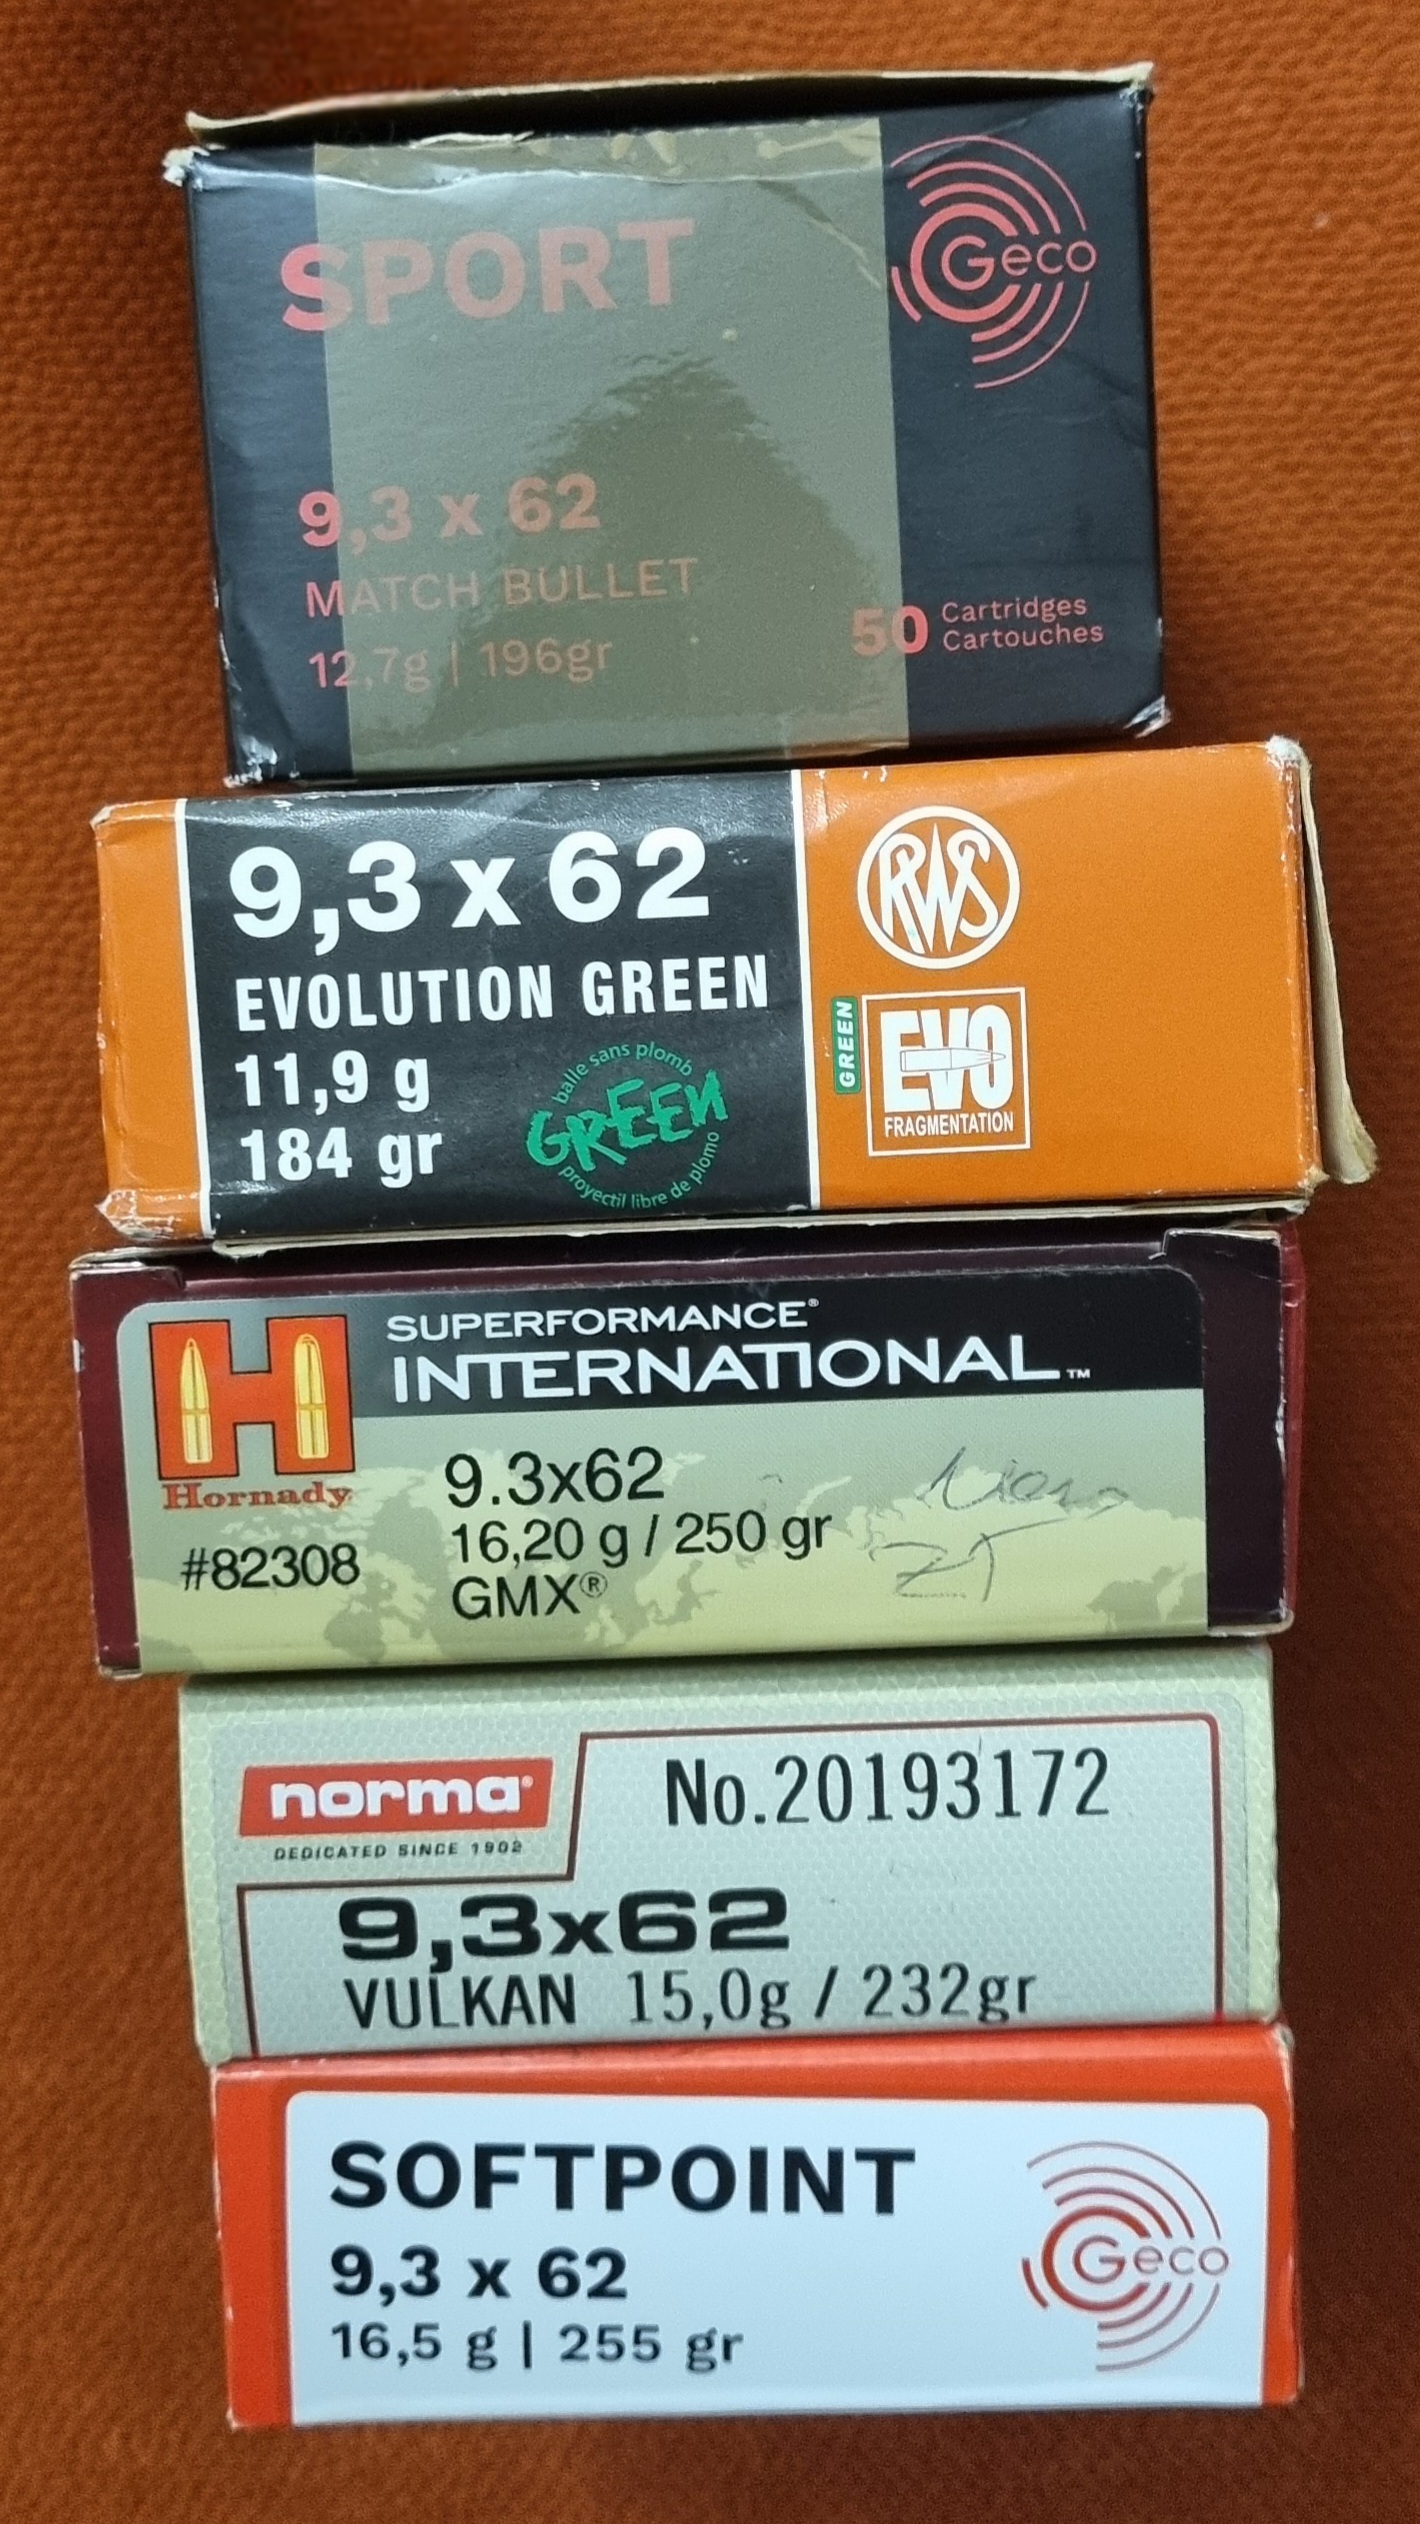 SPORT
Geco
9,3 x 62
MATCH BULLET
12,7g | 196gr
50 Cartridges
Cartouches
9,3 x 62
EVOLUTION GREEN
11,9 g
184 gr
balle sans plomb
GREEN
proyectil libre de plomo
RWS
GREEN
EVO
FRAGMENTATION
H
Hornady
#82308
SUPERFORMANCE®
INTERNATIONAL™
9.3x62
16,20 g / 250 gr
GMX®
norma®
DEDICATED SINCE 1902
No.20193172
9,3x62
VULKAN 15,0g / 232gr
SOFTPOINT
9,3 x 62
16,5 g | 255 gr
Geco